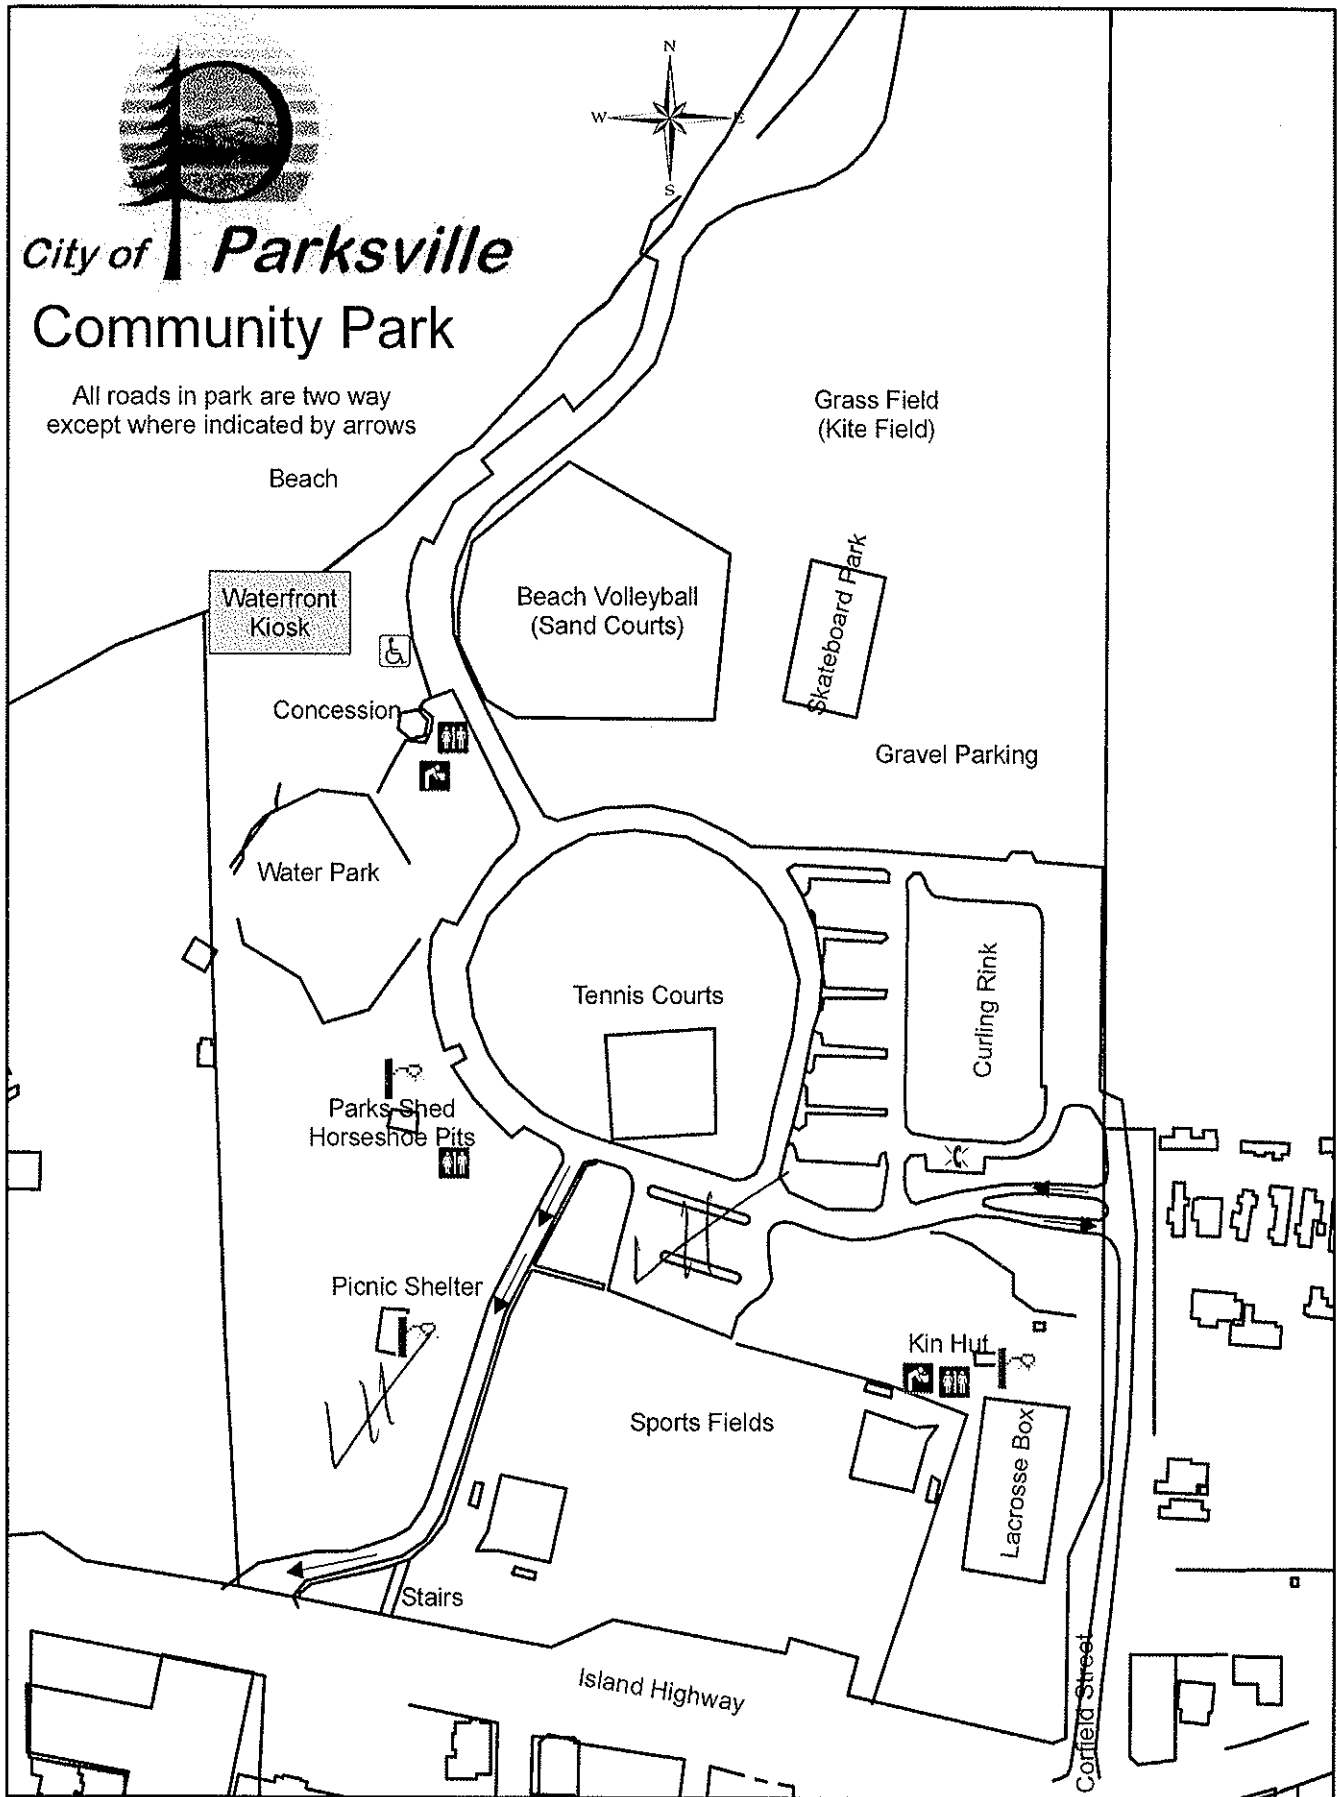 N
W
E
S
City of Parksville
Community Park
All roads in park are two way
except where indicated by arrows
Beach
Grass Field
(Kite Field)
Waterfront
Kiosk
Beach Volleyball
(Sand Courts)
Skateboard Park
Concession
Gravel Parking
Water Park
Tennis Courts
Curling Rink
Parks Shed
Horseshoe Pits
Picnic Shelter
Kin Hut
Sports Fields
Lacrosse Box
Stairs
Island Highway
Corfield Street